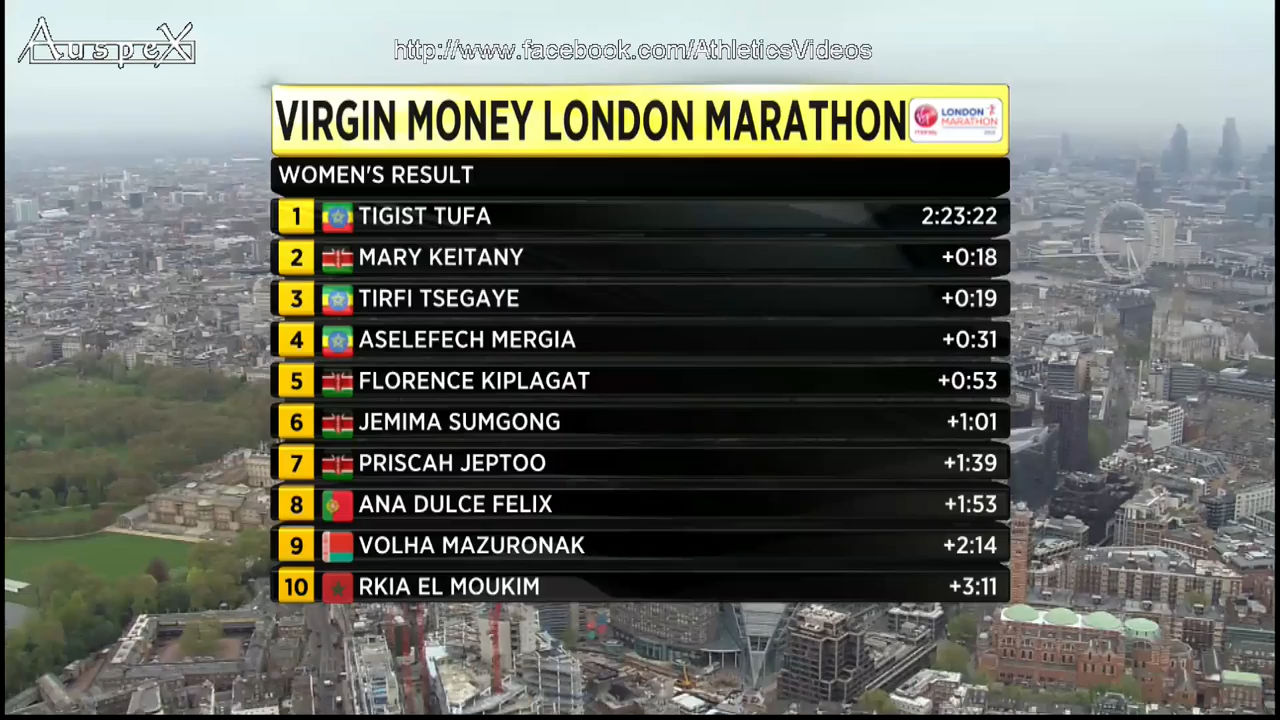 AuspeX
http://www.facebook.com/AthleticsVideos
VIRGIN MONEY LONDON MARATHON
Virgin money LONDON MARATHON
WOMEN'S RESULT
1 TIGIST TUFA 2:23:22
2 MARY KEITANY +0:18
3 TIRFI TSEGAYE +0:19
4 ASELEFECH MERGIA +0:31
5 FLORENCE KIPLAGAT +0:53
6 JEMIMA SUMGONG +1:01
7 PRISCAH JEPTOO +1:39
8 ANA DULCE FELIX +1:53
9 VOLHA MAZURONAK +2:14
10 RKIA EL MOUKIM +3:11